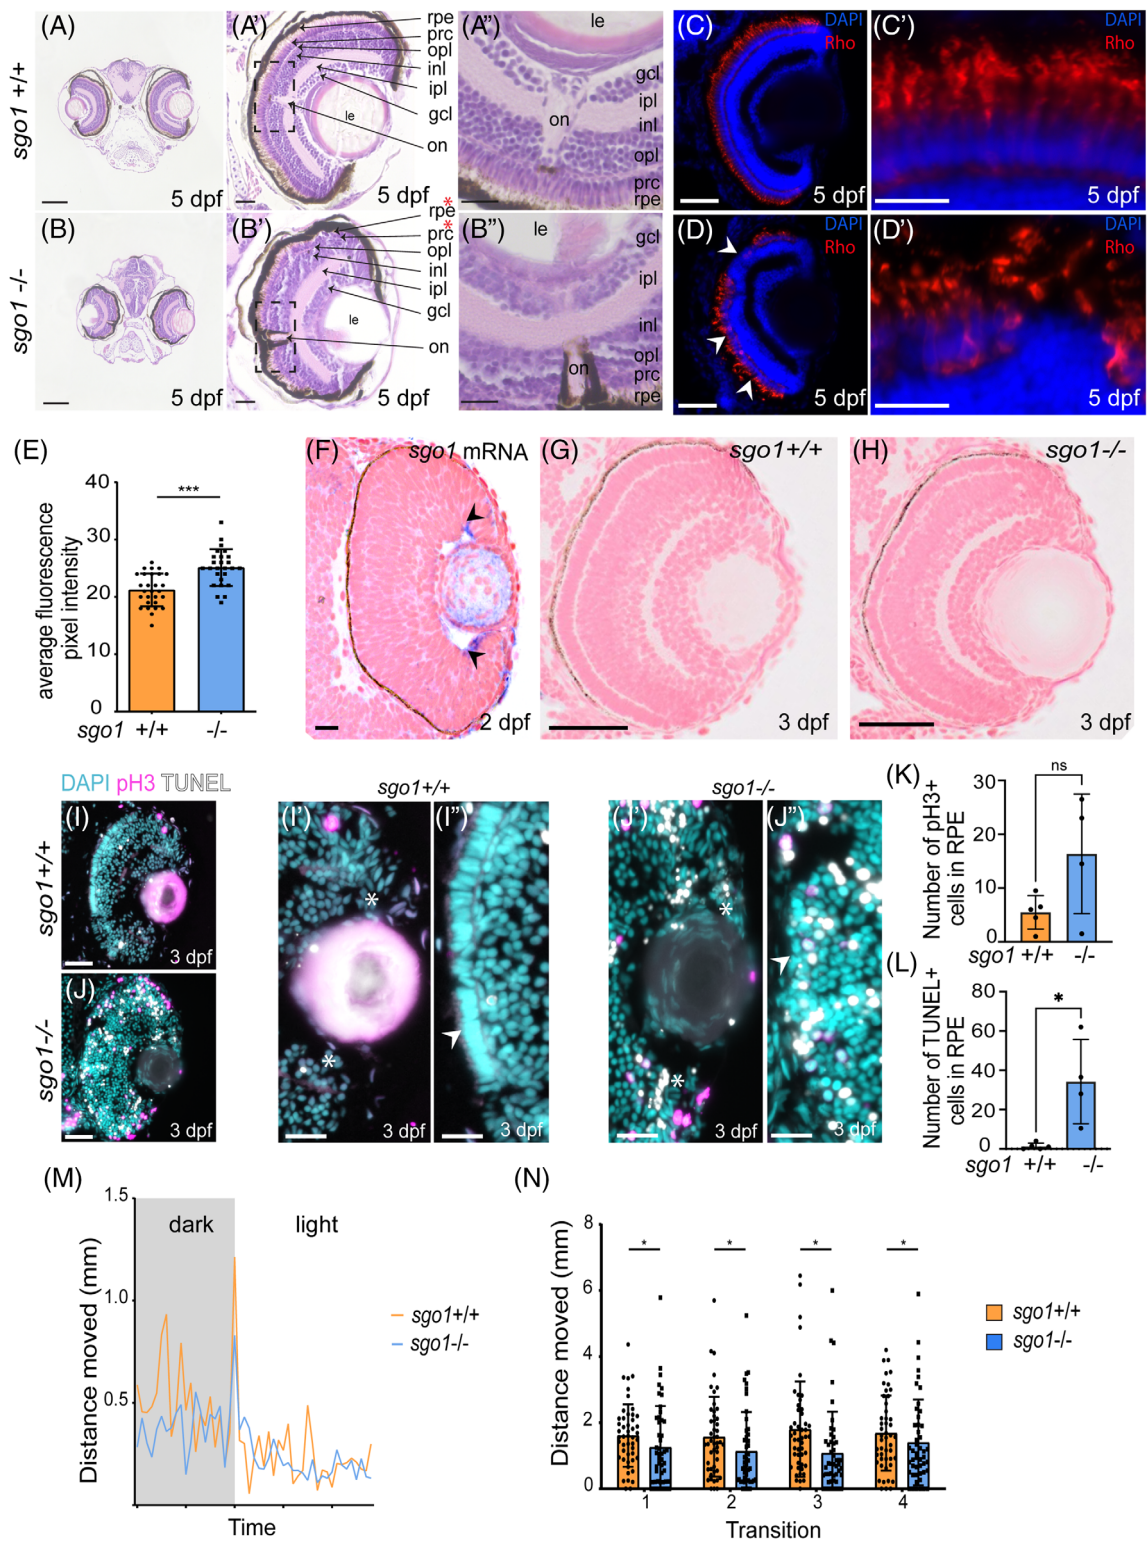 (A)
sgo1 +/+
5 dpf
(A')
rpe
prc
opl
inl
ipl
gcl
on
le
5 dpf
(A'')
le
gcl
ipl
inl
on
opl
prc
rpe
(C)
DAPI
Rho
5 dpf
(C')
DAPI
Rho
5 dpf
(B)
sgo1 -/-
5 dpf
(B')
*
rpe
*
prc
opl
inl
ipl
gcl
on
le
5 dpf
(B'')
le
gcl
ipl
inl
opl
on
prc
rpe
(D)
DAPI
Rho
5 dpf
(D')
DAPI
Rho
5 dpf
(E)
average fluorescence
pixel intensity
40
30
20
10
0
***
sgo1 +/+ -/-
(F)
sgo1 mRNA
2 dpf
(G)
sgo1+/+
3 dpf
(H)
sgo1-/-
3 dpf
DAPI pH3 TUNEL
(I)
sgo1+/+
3 dpf
(J)
sgo1-/-
3 dpf
sgo1+/+
(I')
*
*
3 dpf
(I'')
sgo1-/-
(J')
*
*
3 dpf
(J'')
(K)
Number of pH3+
cells in RPE
30
20
10
0
ns
sgo1 +/+ -/-
(L)
Number of TUNEL+
cells in RPE
80
60
40
20
0
*
sgo1 +/+ -/-
(M)
Distance moved (mm)
1.5
1.0
0.5
dark
light
Time
sgo1+/+
sgo1-/-
(N)
Distance moved (mm)
8
6
4
2
0
* * * *
1 2 3 4
Transition
sgo1+/+
sgo1-/-